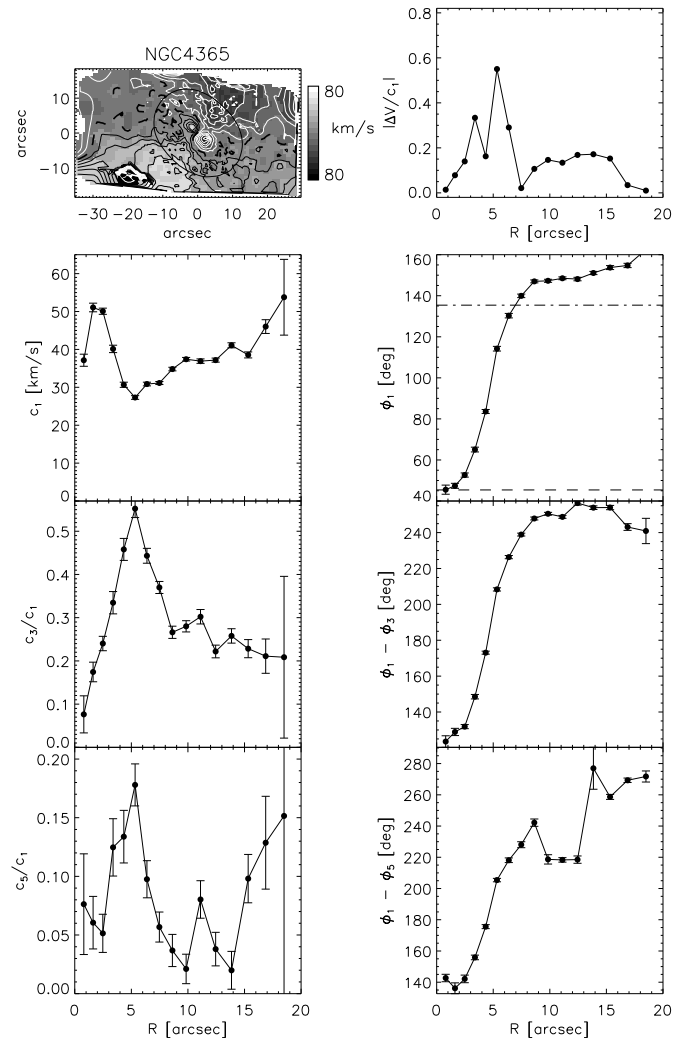 NGC4365
arcsec
10
0
−10
−30 −20 −10 0 10 20
arcsec
80
km/s
80
|ΔV/c₁|
0.8
0.6
0.4
0.2
0.0
0 5 10 15 20
R [arcsec]
c₁ [km/s]
60
50
40
30
20
10
0
ϕ₁ [deg]
160
140
120
100
80
60
40
c₃/c₁
0.5
0.4
0.3
0.2
0.1
0.0
ϕ₁ − ϕ₃ [deg]
240
220
200
180
160
140
c₅/c₁
0.20
0.15
0.10
0.05
0.00
0 5 10 15 20
R [arcsec]
ϕ₁ − ϕ₅ [deg]
280
260
240
220
200
180
160
140
0 5 10 15 20
R [arcsec]